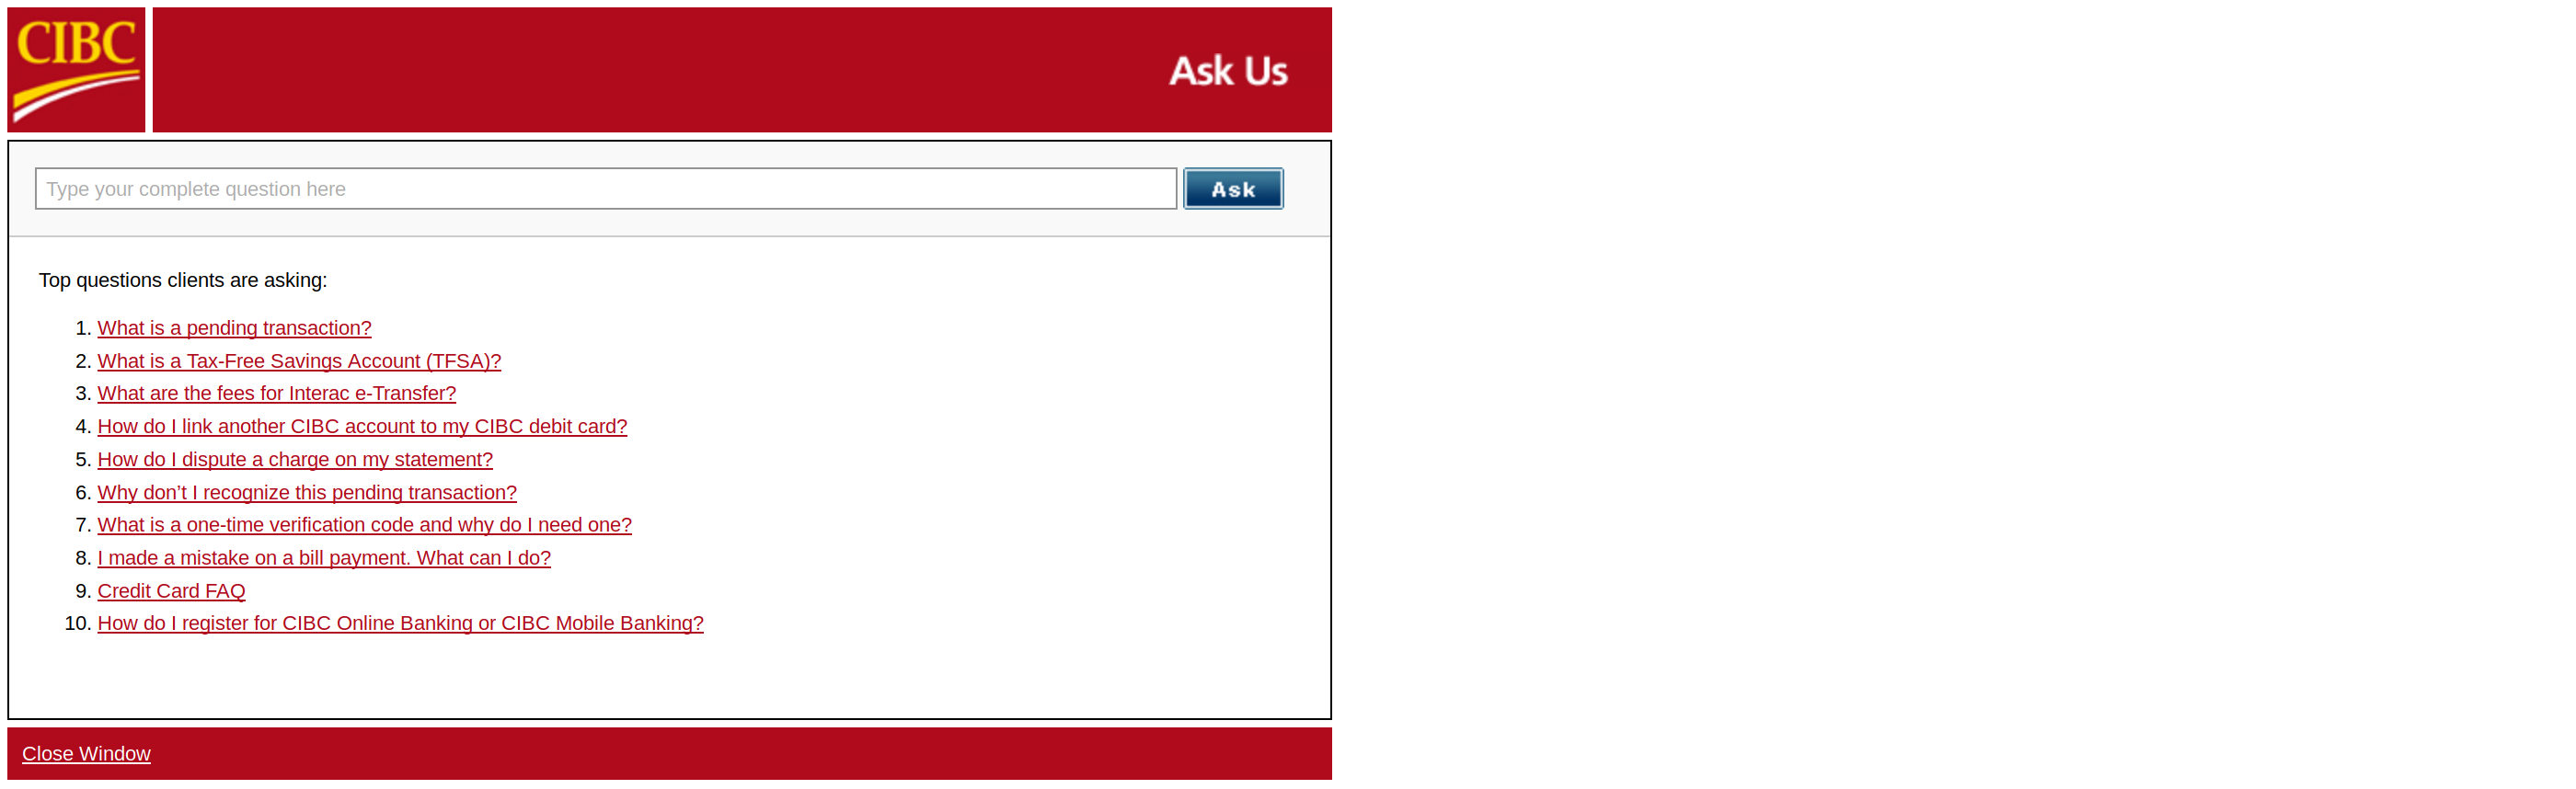 CIBC
Ask Us
Type your complete question here
Ask
Top questions clients are asking:
1. What is a pending transaction?
2. What is a Tax-Free Savings Account (TFSA)?
3. What are the fees for Interac e-Transfer?
4. How do I link another CIBC account to my CIBC debit card?
5. How do I dispute a charge on my statement?
6. Why don’t I recognize this pending transaction?
7. What is a one-time verification code and why do I need one?
8. I made a mistake on a bill payment. What can I do?
9. Credit Card FAQ
10. How do I register for CIBC Online Banking or CIBC Mobile Banking?
Close Window